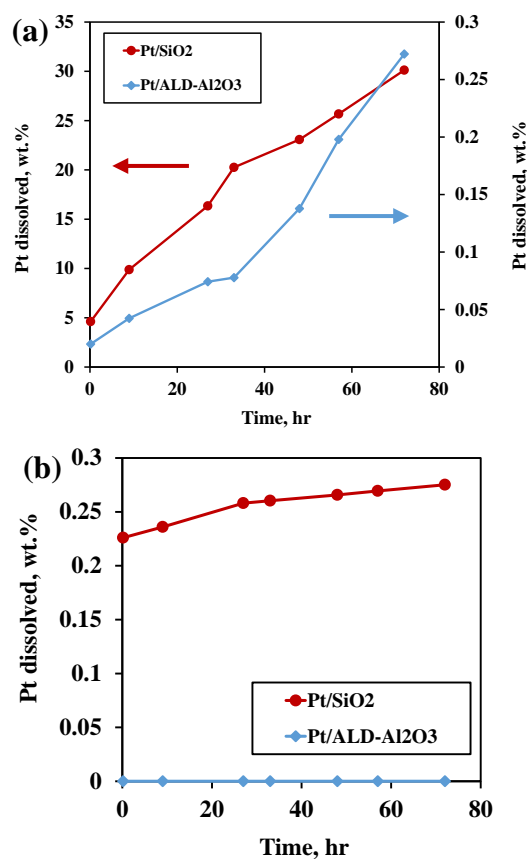 (a)
35
30
25
20
15
10
5
0
Pt dissolved, wt.%
Pt/SiO2
Pt/ALD-Al2O3
0.3
0.25
0.2
0.15
0.1
0.05
0
Pt dissolved, wt.%
0 20 40 60 80
Time, hr
(b)
0.3
0.25
0.2
0.15
0.1
0.05
0
Pt dissolved, wt.%
Pt/SiO2
Pt/ALD-Al2O3
0 20 40 60 80
Time, hr